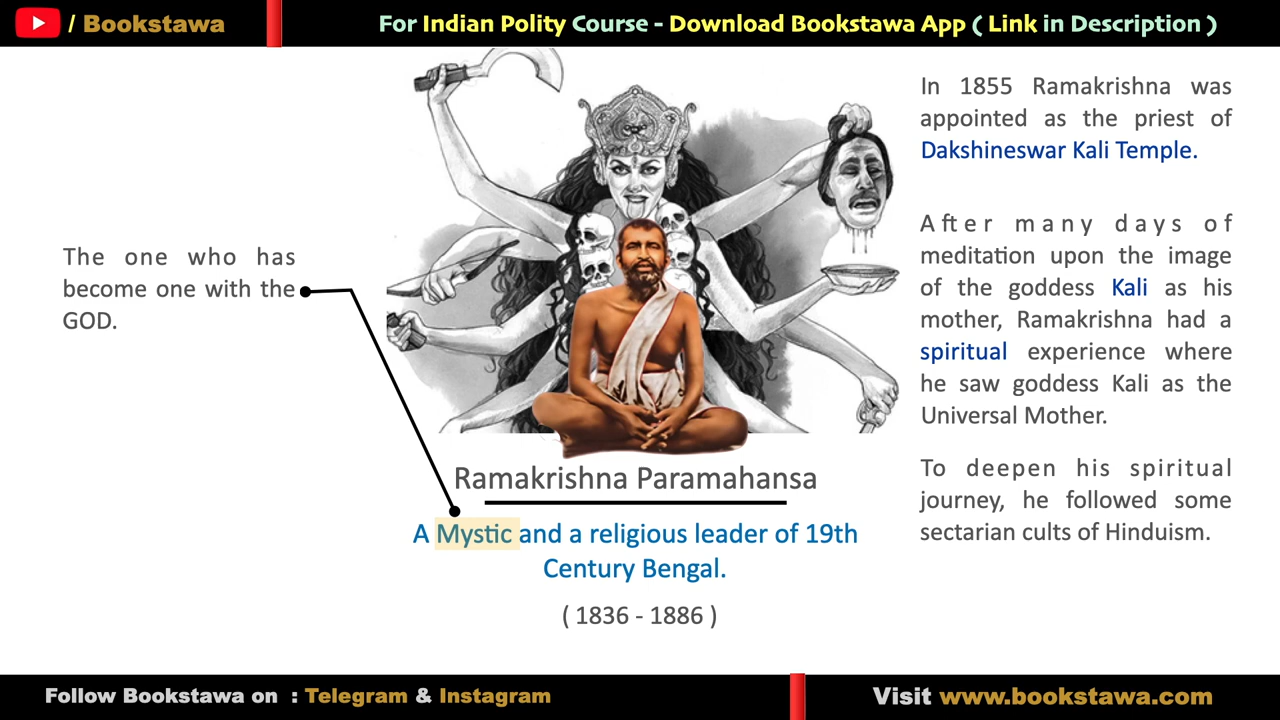 / Bookstawa
For Indian Polity Course - Download Bookstawa App ( Link in Description )
The one who has
become one with the
GOD.
Ramakrishna Paramahansa
A Mystic and a religious leader of 19th
Century Bengal.
( 1836 - 1886 )
In 1855 Ramakrishna was
appointed as the priest of
Dakshineswar Kali Temple.
After many days of
meditation upon the image
of the goddess Kali as his
mother, Ramakrishna had a
spiritual experience where
he saw goddess Kali as the
Universal Mother.
To deepen his spiritual
journey, he followed some
sectarian cults of Hinduism.
Follow Bookstawa on : Telegram & Instagram
Visit www.bookstawa.com